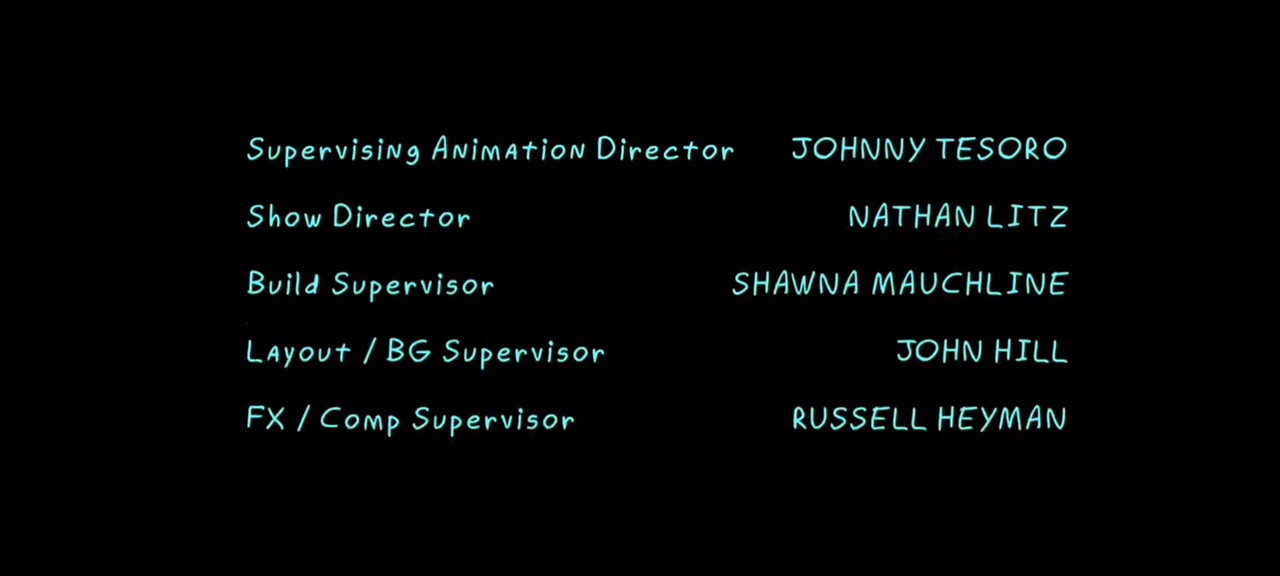 Supervising Animation Director JOHNNY TESORO
Show Director NATHAN LITZ
Build Supervisor SHAWNA MAUCHLINE
Layout / BG Supervisor JOHN HILL
FX / Comp Supervisor RUSSELL HEYMAN